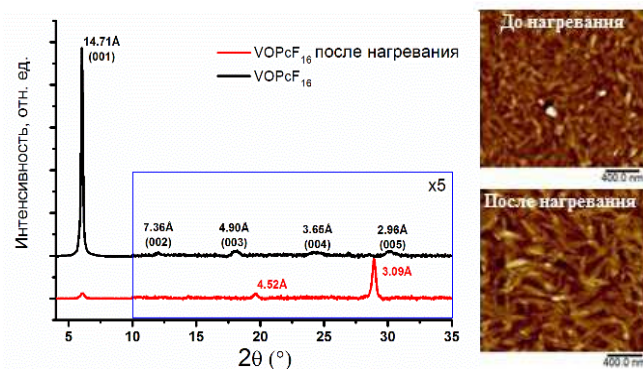 Интенсивность, отн. ед.
14.71Å
(001)
VOPcF16 после нагревания
VOPcF16
x5
7.36Å
(002)
4.90Å
(003)
3.65Å
(004)
2.96Å
(005)
4.52Å
3.09Å
5 10 15 20 25 30 35
2θ (°)
До нагревания
400.0 nm
После нагревания
400.0 nm